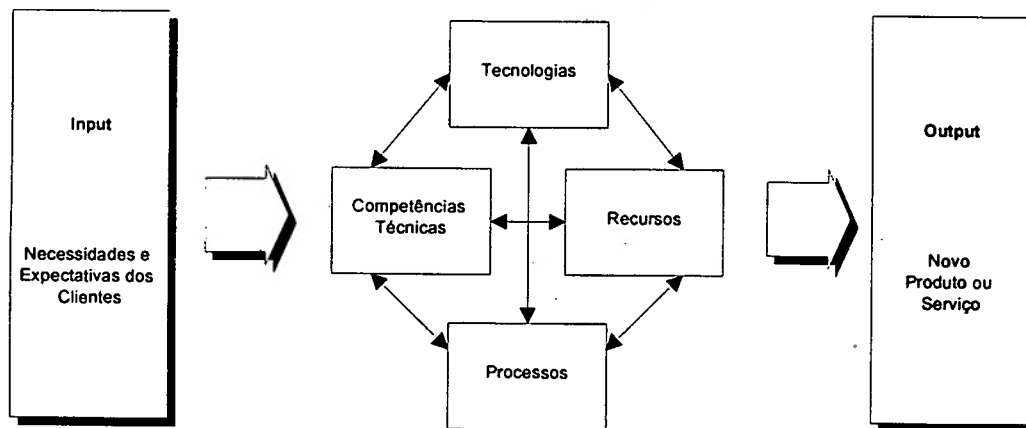 Input
Necessidades e
Expectativas dos
Clientes
Tecnologias
Competências
Técnicas
Recursos
Processos
Output
Novo
Produto ou
Serviço